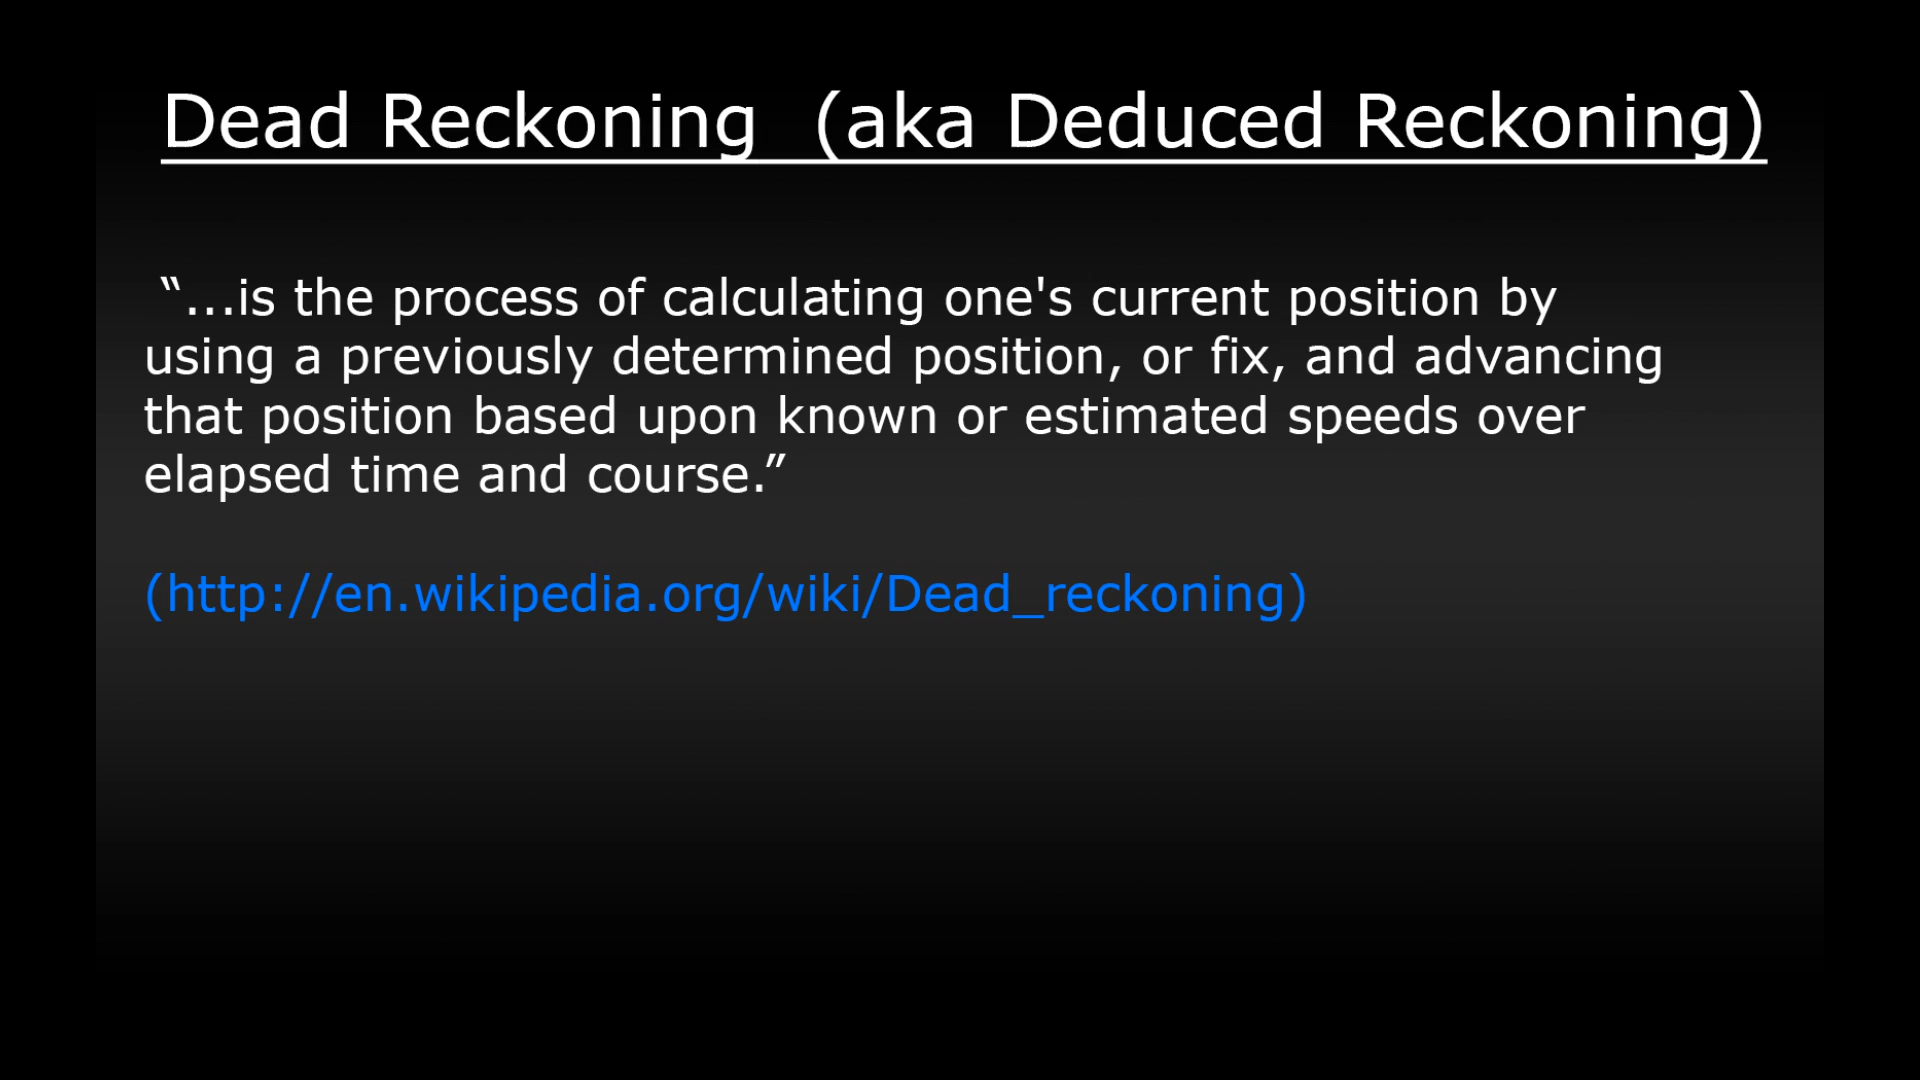 Dead Reckoning  (aka Deduced Reckoning)
“...is the process of calculating one's current position by
using a previously determined position, or fix, and advancing
that position based upon known or estimated speeds over
elapsed time and course.”
(http://en.wikipedia.org/wiki/Dead_reckoning)